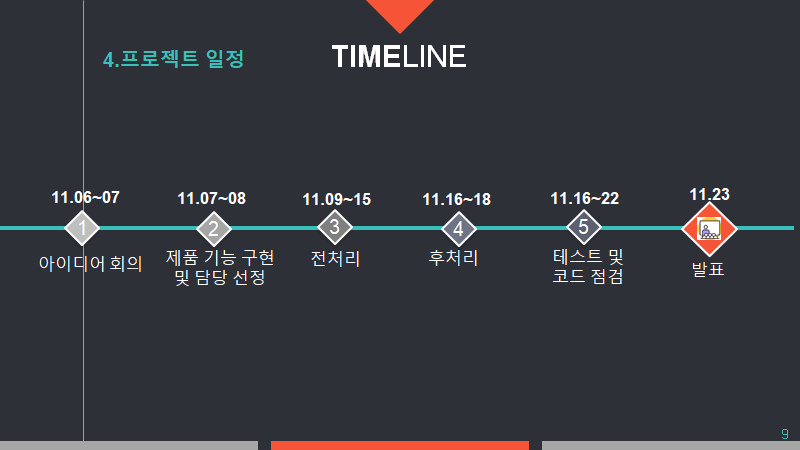 4.프로젝트 일정
TIMELINE
11.06~07
11.07~08
11.09~15
11.16~18
11.16~22
11.23
1
2
3
4
5
아이디어 회의
제품 기능 구현
및 담당 선정
전처리
후처리
테스트 및
코드 점검
발표
9